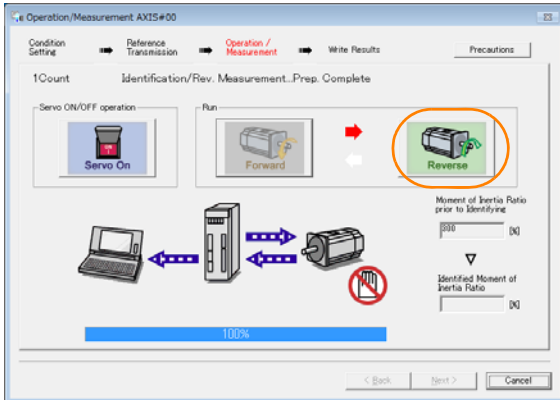 Operation/Measurement AXIS#00
Condition Setting
Reference Transmission
Operation / Measurement
Write Results
Precautions
1Count
Identification/Rev. Measurement..Prep. Complete
Servo ON/OFF operation
Run
Servo On
Forward
Reverse
Moment of Inertia Ratio
prior to Identifying
300 [%]
Identified Moment of
Inertia Ratio
[%]
100%
< Back
Next >
Cancel